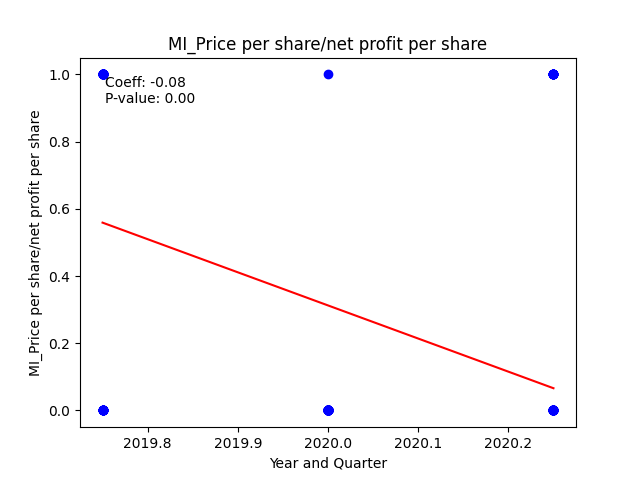 MI_Price per share/net profit per share
Coeff: -0.08
P-value: 0.00
MI_Price per share/net profit per share
1.0
0.8
0.6
0.4
0.2
0.0
2019.8 2019.9 2020.0 2020.1 2020.2
Year and Quarter